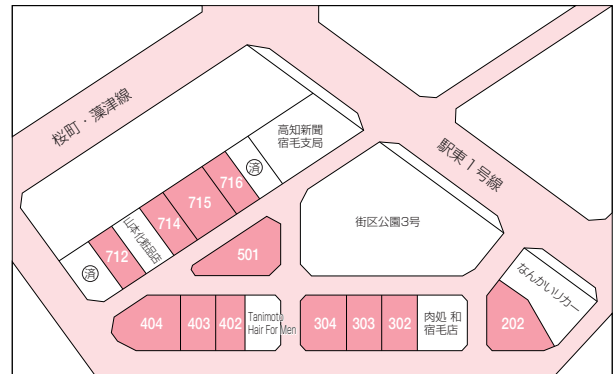 桜町・藻津線
高知新聞
宿毛支局
駅東1号線
済
716
715
714
山本化粧品店
712
済
街区公園3号
501
なんかいリカー
404
403
402
Tanimoto
Hair For Men
304
303
302
肉処 和
宿毛店
202